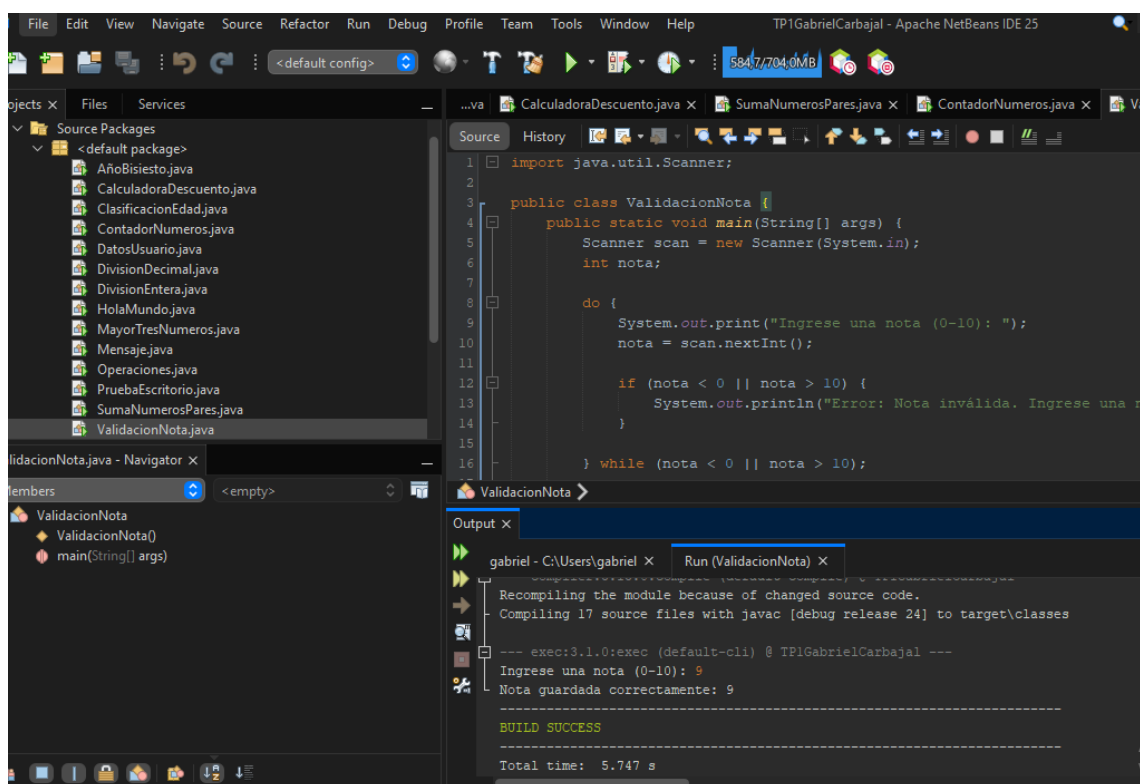 File Edit View Navigate Source Refactor Run Debug Profile Team Tools Window Help TP1GabrielCarbajal - Apache NetBeans IDE 25
<default config> 584,7/704,0MB
ojects Files Services
Source Packages
<default package>
AñoBisiesto.java
CalculadoraDescuento.java
ClasificacionEdad.java
ContadorNumeros.java
DatosUsuario.java
DivisionDecimal.java
DivisionEntera.java
HolaMundo.java
MayorTresNumeros.java
Mensaje.java
Operaciones.java
PruebaEscritorio.java
SumaNumerosPares.java
ValidacionNota.java
lidacionNota.java - Navigator
Members <empty>
ValidacionNota
ValidacionNota()
main(String[] args)
...va CalculadoraDescuento.java SumaNumerosPares.java ContadorNumeros.java Va
Source History
1 import java.util.Scanner;
2
3 public class ValidacionNota {
4 public static void main(String[] args) {
5 Scanner scan = new Scanner(System.in);
6 int nota;
7
8 do {
9 System.out.print("Ingrese una nota (0-10): ");
10 nota = scan.nextInt();
11
12 if (nota < 0 || nota > 10) {
13 System.out.println("Error: Nota inválida. Ingrese una
14 }
15
16 } while (nota < 0 || nota > 10);
ValidacionNota
Output
gabriel - C:\Users\gabriel Run (ValidacionNota)
Recompiling the module because of changed source code.
Compiling 17 source files with javac [debug release 24] to target\classes
--- exec:3.1.0:exec (default-cli) @ TP1GabrielCarbajal ---
Ingrese una nota (0-10): 9
Nota guardada correctamente: 9
------------------------------------------------------------------------
BUILD SUCCESS
------------------------------------------------------------------------
Total time: 5.747 s